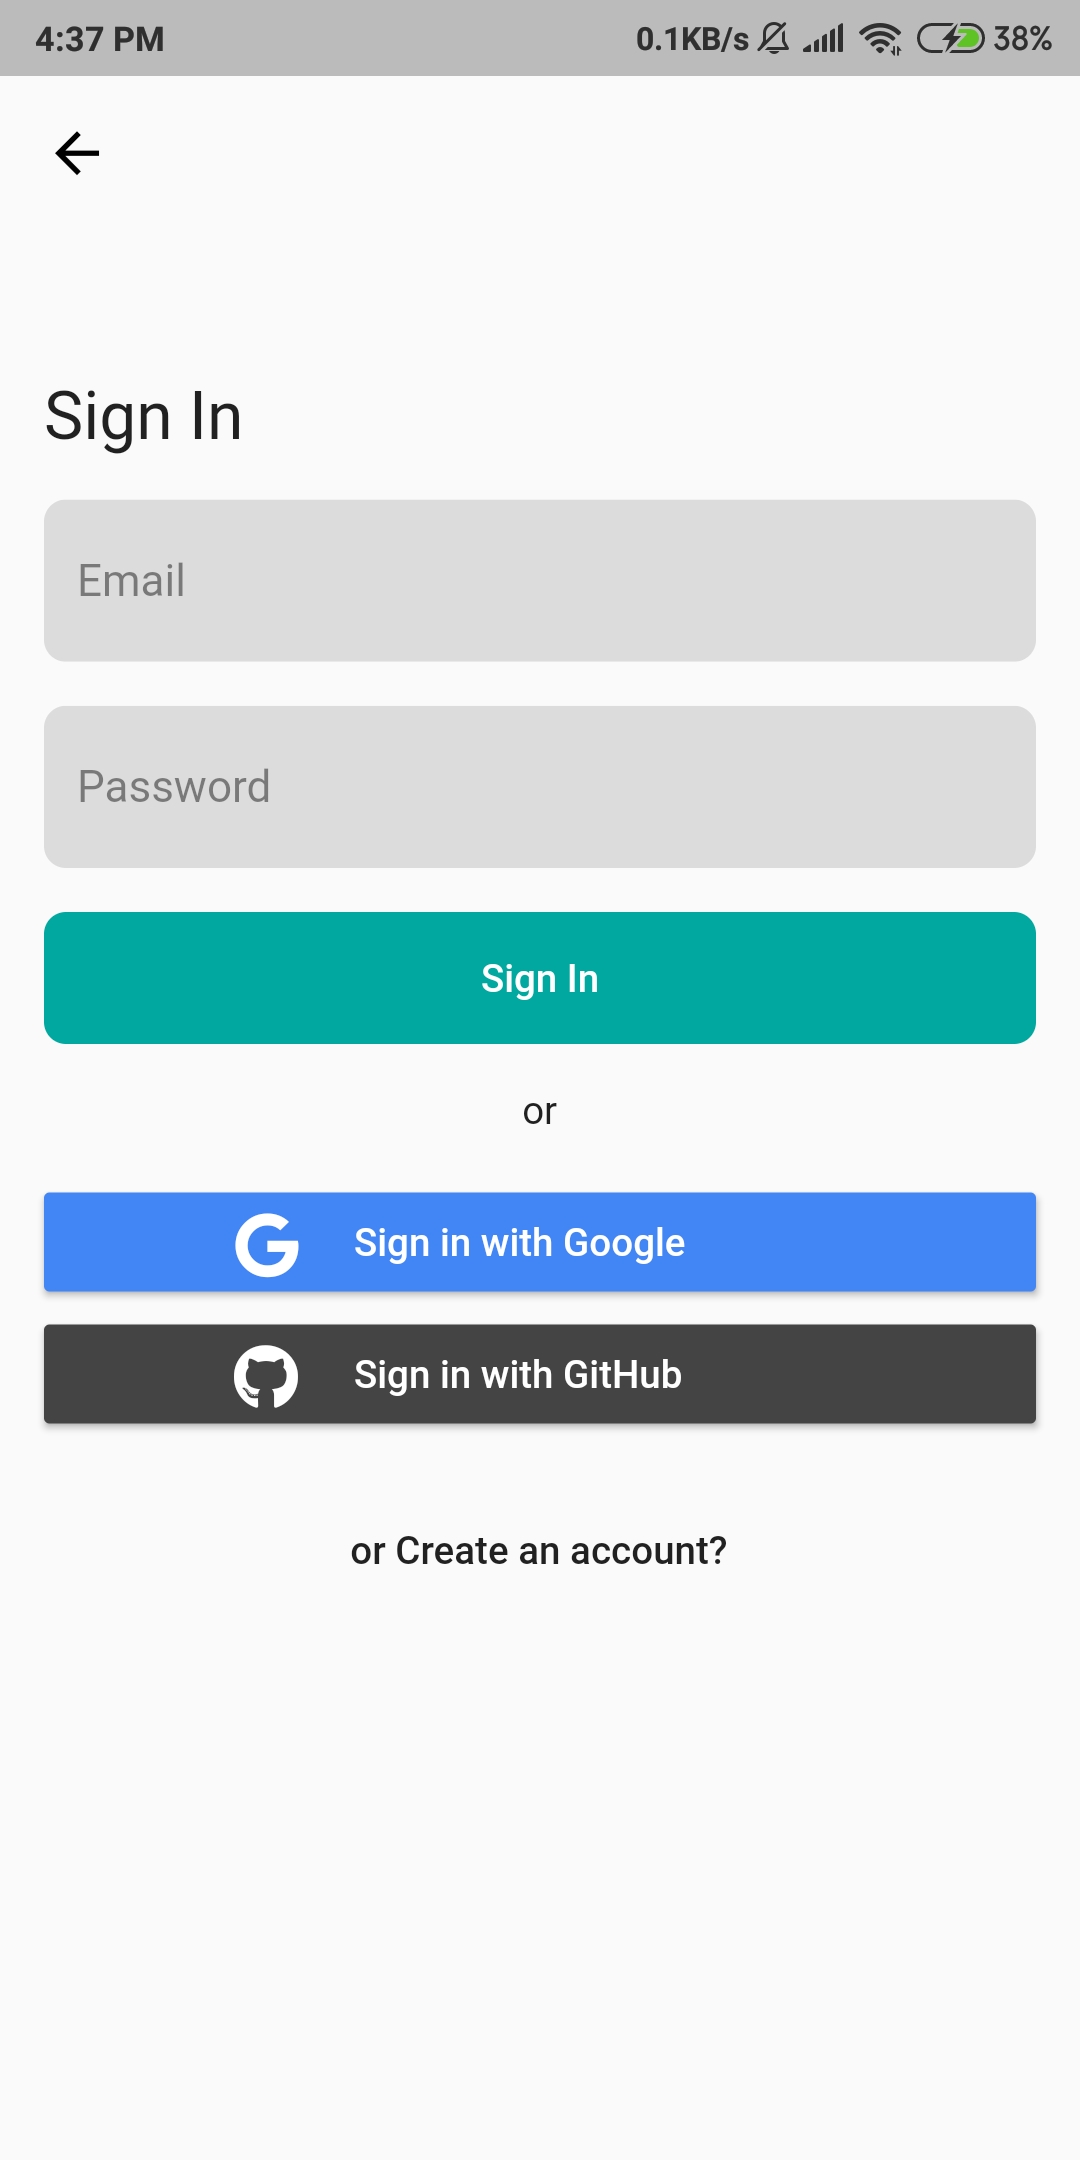 4:37 PM 0.1KB/s 38%
Sign In
Email
Password
Sign In
or
Sign in with Google
Sign in with GitHub
or Create an account?